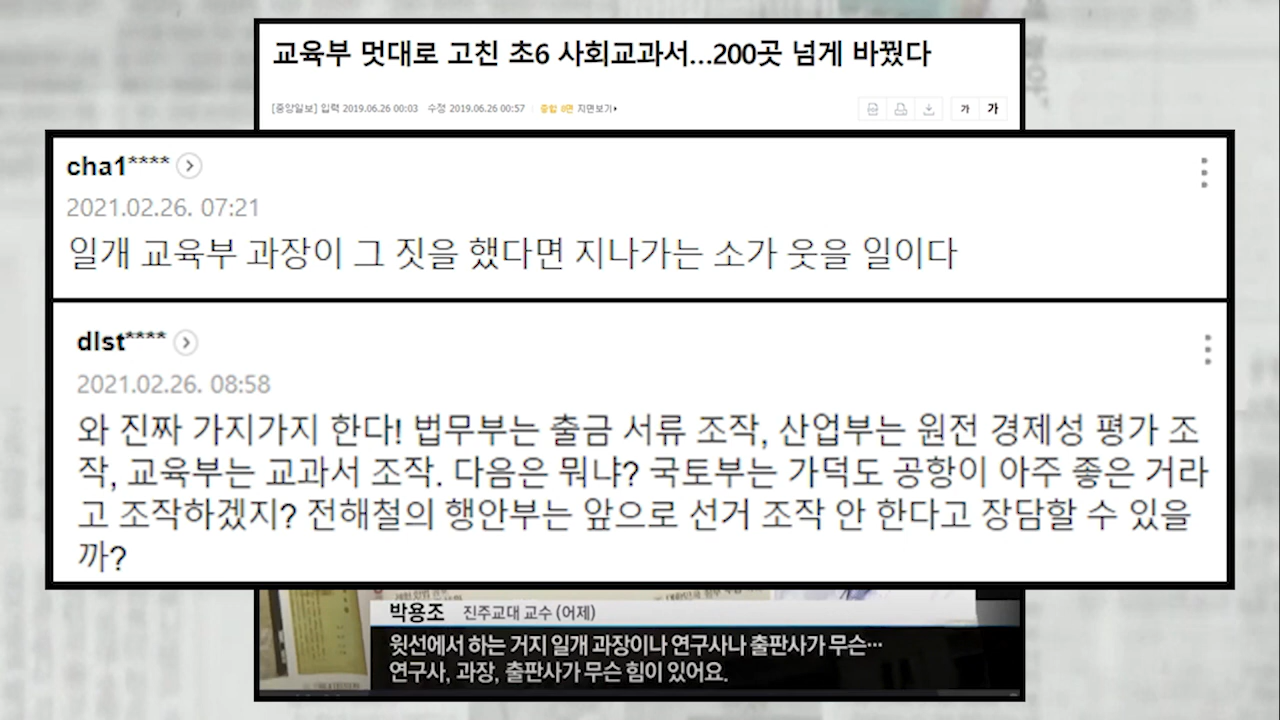 교육부 멋대로 고친 초6 사회교과서…200곳 넘게 바꿨다
[중앙일보] 입력 2019.06.26 00:03 수정 2019.06.26 00:57 종합 8면 지면보기
가 가
cha1****
2021.02.26. 07:21
일개 교육부 과장이 그 짓을 했다면 지나가는 소가 웃을 일이다
dlst****
2021.02.26. 08:58
와 진짜 가지가지 한다! 법무부는 출금 서류 조작, 산업부는 원전 경제성 평가 조
작, 교육부는 교과서 조작. 다음은 뭐냐? 국토부는 가덕도 공항이 아주 좋은 거라
고 조작하겠지? 전해철의 행안부는 앞으로 선거 조작 안 한다고 장담할 수 있을
까?
박용조 진주교대 교수 (어제)
윗선에서 하는 거지 일개 과장이나 연구사나 출판사가 무슨…
연구사, 과장, 출판사가 무슨 힘이 있어요.